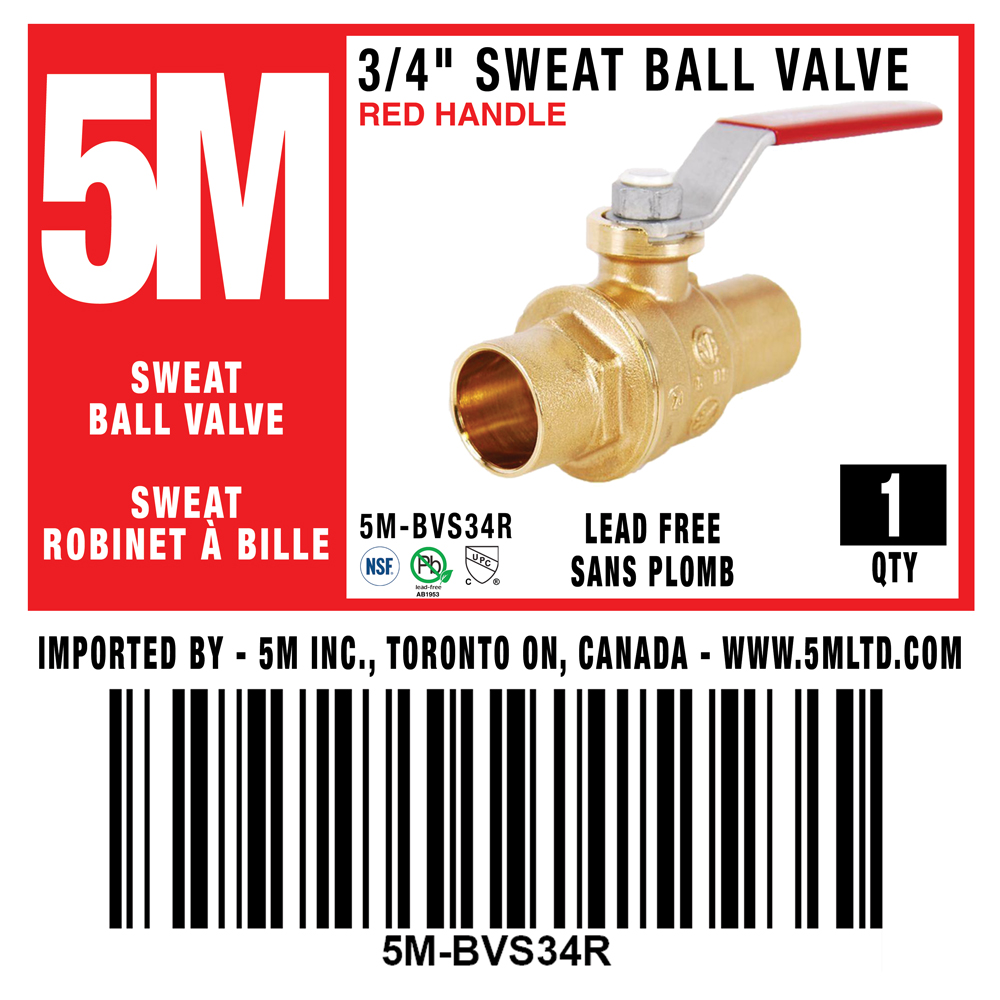 5M
SWEAT
BALL VALVE
SWEAT
ROBINET À BILLE
3/4" SWEAT BALL VALVE
RED HANDLE
5M-BVS34R
NSF.
Pb
lead-free
AB1953
UPC
C ®
LEAD FREE
SANS PLOMB
1
QTY
IMPORTED BY - 5M INC., TORONTO ON, CANADA - WWW.5MLTD.COM
5M-BVS34R